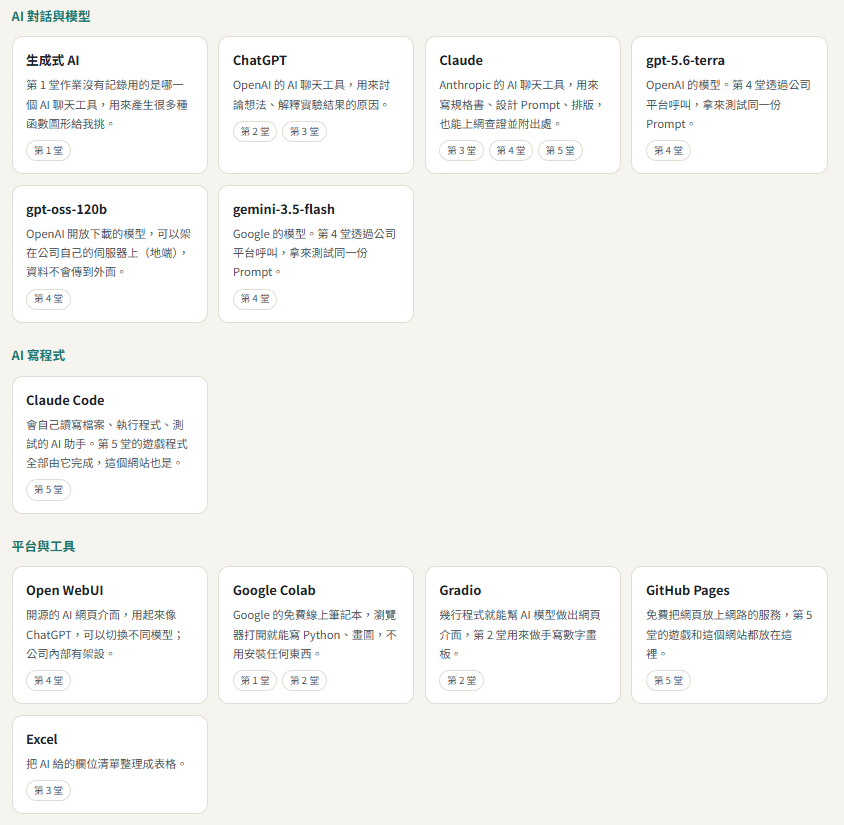 AI 對話與模型
生成式 AI
第 1 堂作業沒有記錄用的是哪一
個 AI 聊天工具，用來產生很多種
函數圖形給我挑。
第 1 堂
ChatGPT
OpenAI 的 AI 聊天工具，用來討
論想法、解釋實驗結果的原因。
第 2 堂
第 3 堂
Claude
Anthropic 的 AI 聊天工具，用來
寫規格書、設計 Prompt、排版，
也能上網查證並附出處。
第 3 堂
第 4 堂
第 5 堂
gpt-5.6-terra
OpenAI 的模型。第 4 堂透過公司
平台呼叫，拿來測試同一份
Prompt。
第 4 堂
gpt-oss-120b
OpenAI 開放下載的模型，可以架
在公司自己的伺服器上（地端），
資料不會傳到外面。
第 4 堂
gemini-3.5-flash
Google 的模型。第 4 堂透過公司
平台呼叫，拿來測試同一份
Prompt。
第 4 堂
AI 寫程式
Claude Code
會自己讀寫檔案、執行程式、測
試的 AI 助手。第 5 堂的遊戲程式
全部由它完成，這個網站也是。
第 5 堂
平台與工具
Open WebUI
開源的 AI 網頁介面，用起來像
ChatGPT，可以切換不同模型；
公司內部有架設。
第 4 堂
Google Colab
Google 的免費線上筆記本，瀏覽
器打開就能寫 Python、畫圖，不
用安裝任何東西。
第 1 堂
第 2 堂
Gradio
幾行程式就能幫 AI 模型做出網頁
介面，第 2 堂用來做手寫數字畫
板。
第 2 堂
GitHub Pages
免費把網頁放上網路的服務，第 5
堂的遊戲和這個網站都放在這
裡。
第 5 堂
Excel
把 AI 給的欄位清單整理成表格。
第 3 堂